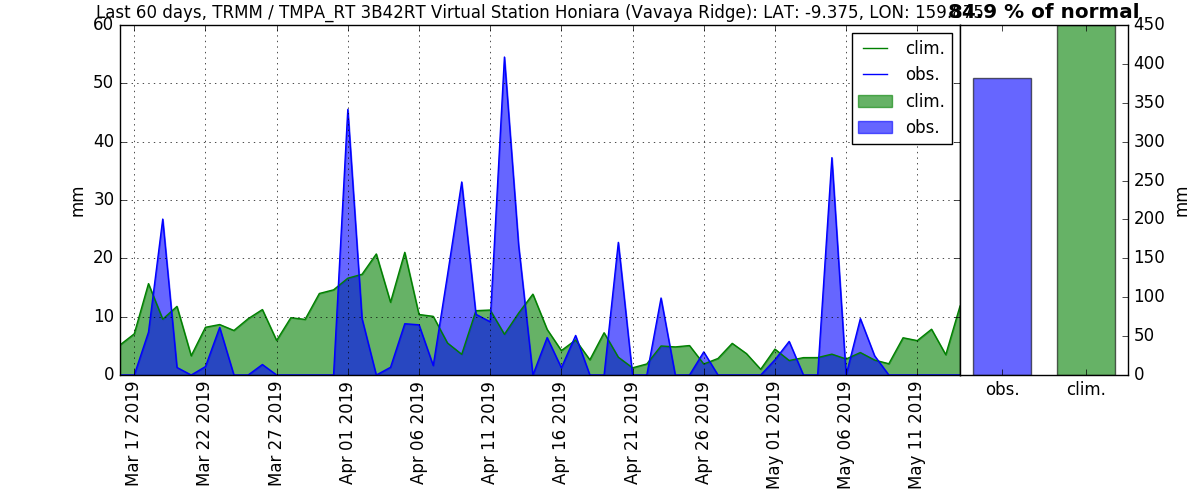 Last 60 days, TRMM / TMPA_RT 3B42RT Virtual Station Honiara (Vavaya Ridge): LAT: -9.375, LON:
84.9 % of normal
60
50
40
30
20
10
0
mm
clim.
obs.
clim.
obs.
Mar 17 2019
Mar 22 2019
Mar 27 2019
Apr 01 2019
Apr 06 2019
Apr 11 2019
Apr 16 2019
Apr 21 2019
Apr 26 2019
May 01 2019
May 06 2019
May 11 2019
450
400
350
300
250
200
150
100
50
0
mm
obs.
clim.